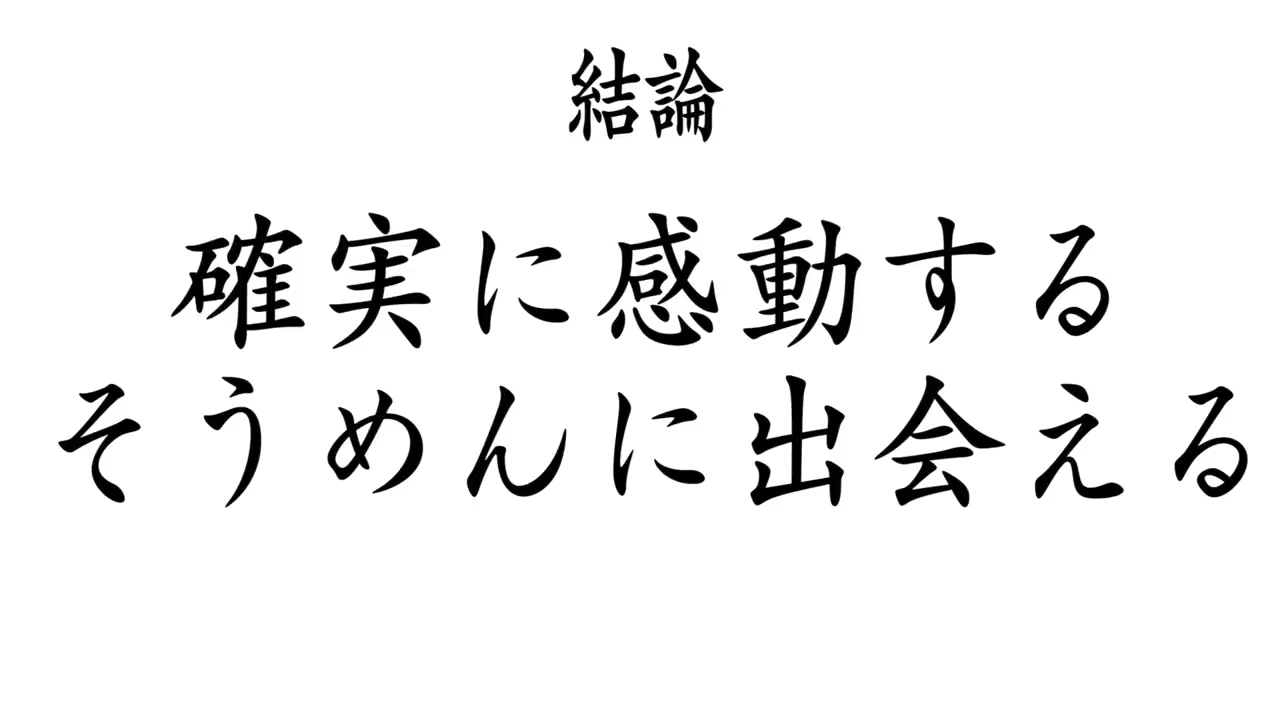 結論
確実に感動する
そうめんに出会える